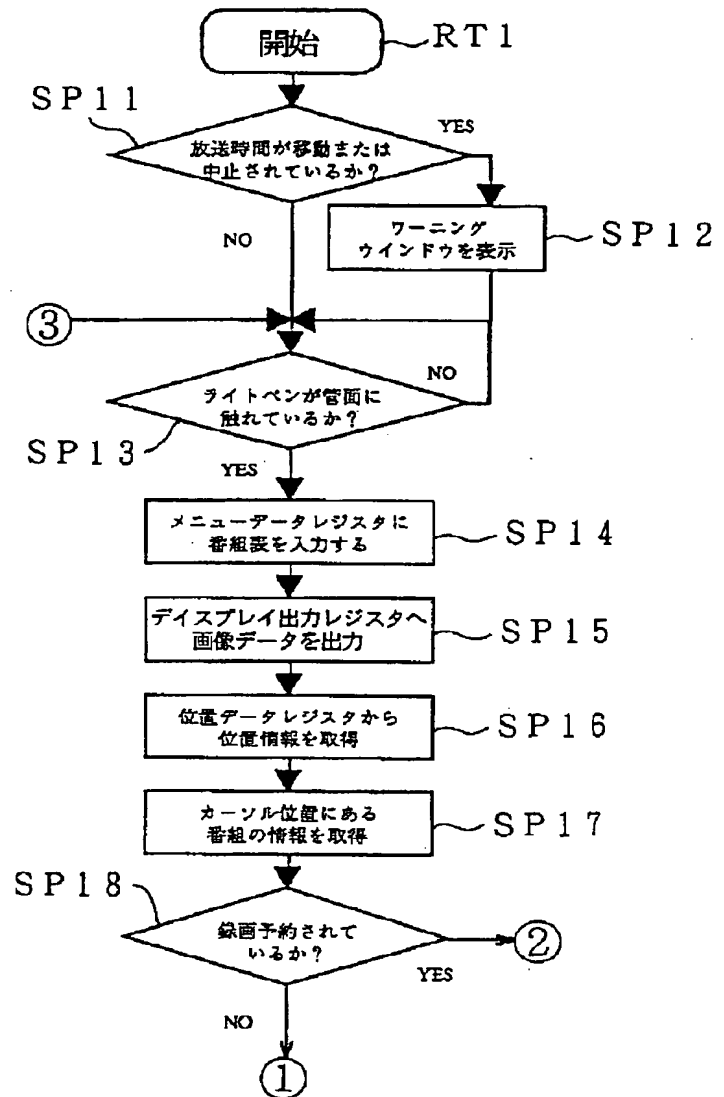 開始
RT1
SP11
YES
放送時間が移動または
中止されているか？
NO
ワーニング
ウインドウを表示
SP12
③
NO
ライトペンが管面に
触れているか？
SP13
YES
メニューデータレジスタに
番組表を入力する
SP14
デイスプレイ出力レジスタへ
画像データを出力
SP15
位置データレジスタから
位置情報を取得
SP16
カーソル位置にある
番組の情報を取得
SP17
SP18
録画予約されて
いるか？
②
YES
NO
①